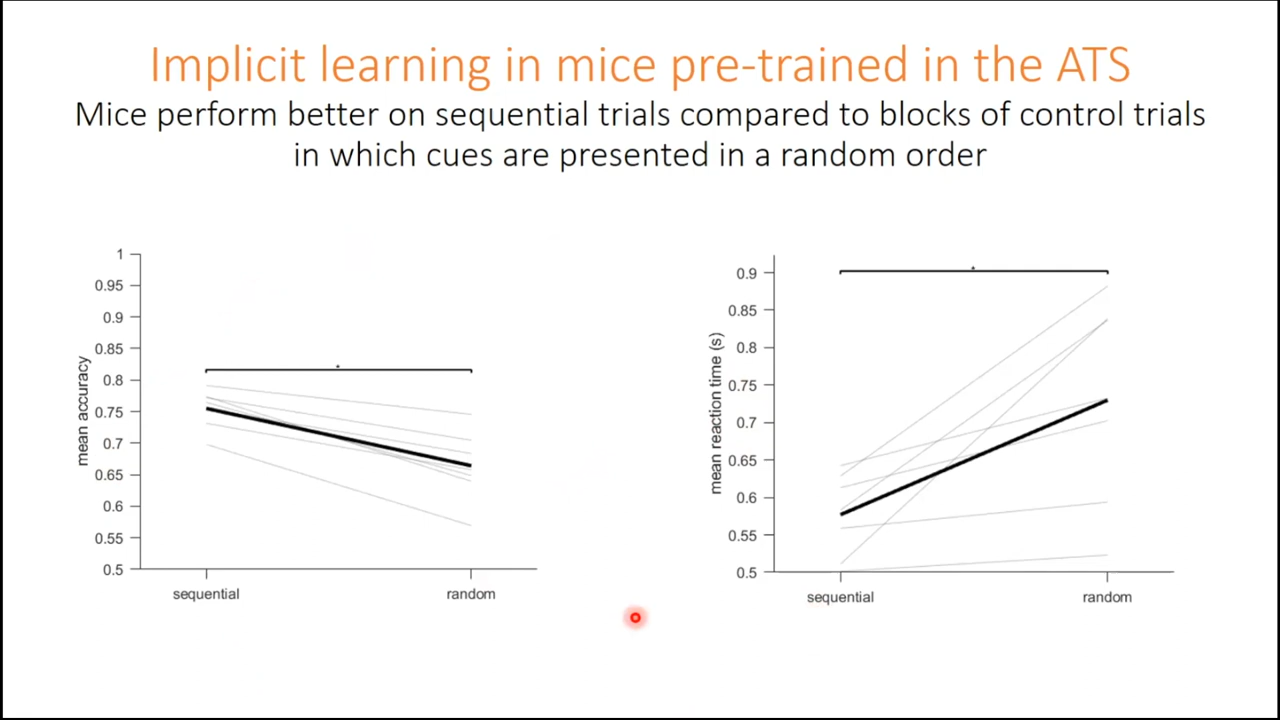 Implicit learning in mice pre-trained in the ATS
Mice perform better on sequential trials compared to blocks of control trials
in which cues are presented in a random order
1
0.95
0.9
0.85
0.8
0.75
0.7
0.65
0.6
0.55
0.5
mean accuracy
*
sequential
random
0.9
0.85
0.8
0.75
0.7
0.65
0.6
0.55
0.5
mean reaction time (s)
*
sequential
random